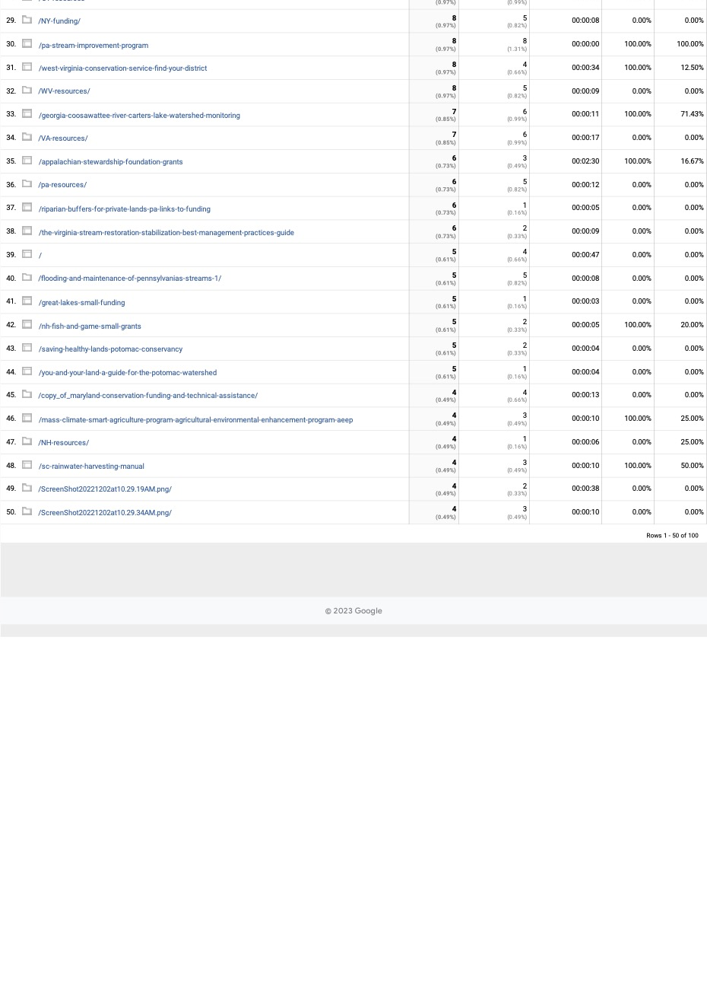 (0.97%) (0.99%)
29. /NY-funding/ 8 (0.97%) 5 (0.82%) 00:00:08 0.00% 0.00%
30. /pa-stream-improvement-program 8 (0.97%) 8 (1.31%) 00:00:00 100.00% 100.00%
31. /west-virginia-conservation-service-find-your-district 8 (0.97%) 4 (0.66%) 00:00:34 100.00% 12.50%
32. /WV-resources/ 8 (0.97%) 5 (0.82%) 00:00:09 0.00% 0.00%
33. /georgia-coosawattee-river-carters-lake-watershed-monitoring 7 (0.85%) 6 (0.99%) 00:00:11 100.00% 71.43%
34. /VA-resources/ 7 (0.85%) 6 (0.99%) 00:00:17 0.00% 0.00%
35. /appalachian-stewardship-foundation-grants 6 (0.73%) 3 (0.49%) 00:02:30 100.00% 16.67%
36. /pa-resources/ 6 (0.73%) 5 (0.82%) 00:00:12 0.00% 0.00%
37. /riparian-buffers-for-private-lands-pa-links-to-funding 6 (0.73%) 1 (0.16%) 00:00:05 0.00% 0.00%
38. /the-virginia-stream-restoration-stabilization-best-management-practices-guide 6 (0.73%) 2 (0.33%) 00:00:09 0.00% 0.00%
39. / 5 (0.61%) 4 (0.66%) 00:00:47 0.00% 0.00%
40. /flooding-and-maintenance-of-pennsylvanias-streams-1/ 5 (0.61%) 5 (0.82%) 00:00:08 0.00% 0.00%
41. /great-lakes-small-funding 5 (0.61%) 1 (0.16%) 00:00:03 0.00% 0.00%
42. /nh-fish-and-game-small-grants 5 (0.61%) 2 (0.33%) 00:00:05 100.00% 20.00%
43. /saving-healthy-lands-potomac-conservancy 5 (0.61%) 2 (0.33%) 00:00:04 0.00% 0.00%
44. /you-and-your-land-a-guide-for-the-potomac-watershed 5 (0.61%) 1 (0.16%) 00:00:04 0.00% 0.00%
45. /copy_of_maryland-conservation-funding-and-technical-assistance/ 4 (0.49%) 4 (0.66%) 00:00:13 0.00% 0.00%
46. /mass-climate-smart-agriculture-program-agricultural-environmental-enhancement-program-aeep 4 (0.49%) 3 (0.49%) 00:00:10 100.00% 25.00%
47. /NH-resources/ 4 (0.49%) 1 (0.16%) 00:00:06 0.00% 25.00%
48. /sc-rainwater-harvesting-manual 4 (0.49%) 3 (0.49%) 00:00:10 100.00% 50.00%
49. /ScreenShot20221202at10.29.19AM.png/ 4 (0.49%) 2 (0.33%) 00:00:38 0.00% 0.00%
50. /ScreenShot20221202at10.29.34AM.png/ 4 (0.49%) 3 (0.49%) 00:00:10 0.00% 0.00%
Rows 1 - 50 of 100
© 2023 Google